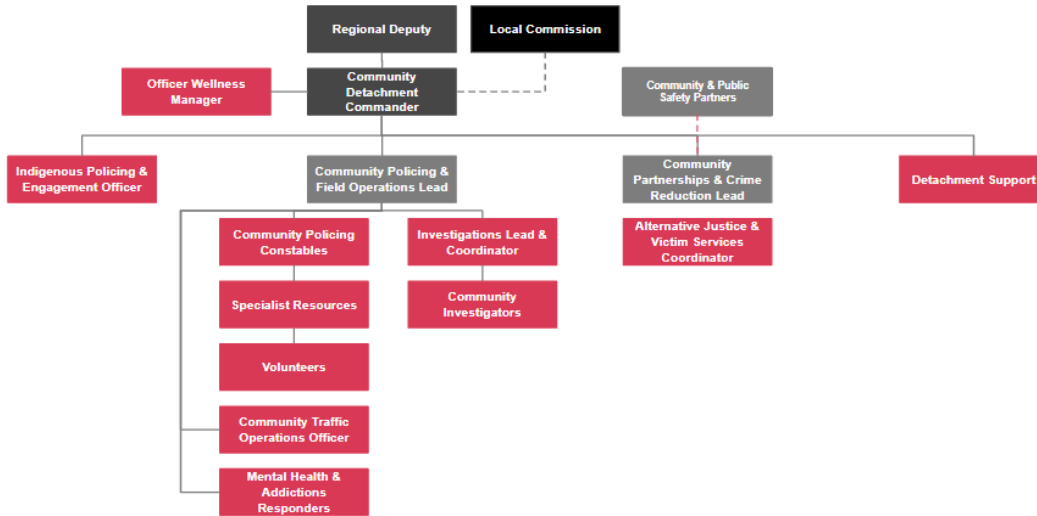 Regional Deputy
Local Commission
Officer Wellness
Manager
Community
Detachment
Commander
Community & Public
Safety Partners
Indigenous Policing &
Engagement Officer
Community Policing &
Field Operations Lead
Community
Partnerships & Crime
Reduction Lead
Detachment Support
Community Policing
Constables
Investigations Lead &
Coordinator
Alternative Justice &
Victim Services
Coordinator
Specialist Resources
Community
Investigators
Volunteers
Community Traffic
Operations Officer
Mental Health &
Addictions
Responders